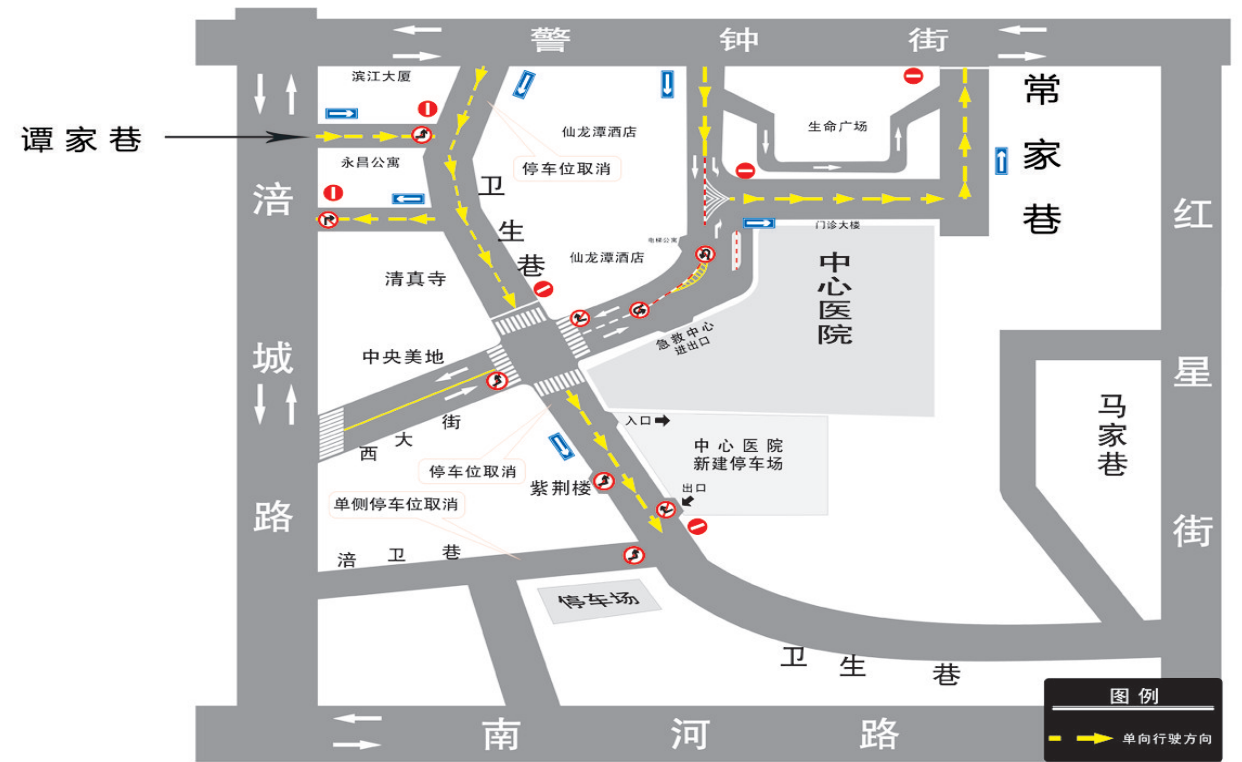 警钟街
滨江大厦
谭家巷
永昌公寓
仙龙潭酒店
停车位取消
生命广场
常家巷
卫生巷
涪城路
红星街
电梯公寓
仙龙潭酒店
门诊大楼
中心医院
清真寺
急救中心
进出口
中央美地
西大街
马家巷
入口
中心医院
新建停车场
停车位取消
紫荆楼
出口
单侧停车位取消
涪卫巷
停车场
卫生巷
南河路
图例
单向行驶方向